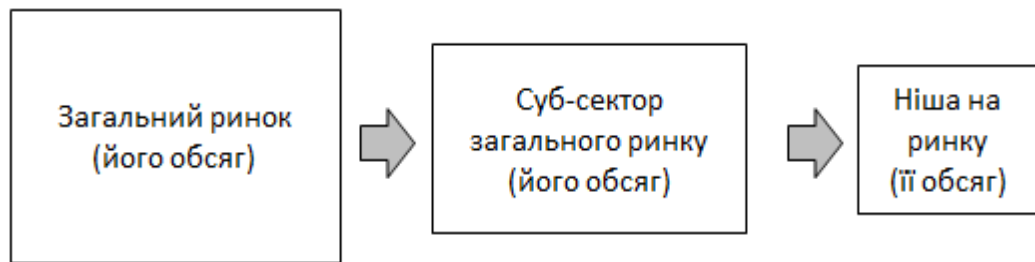 Загальний ринок
(його обсяг)
Суб-сектор
загального ринку
(його обсяг)
Ніша на
ринку
(її обсяг)